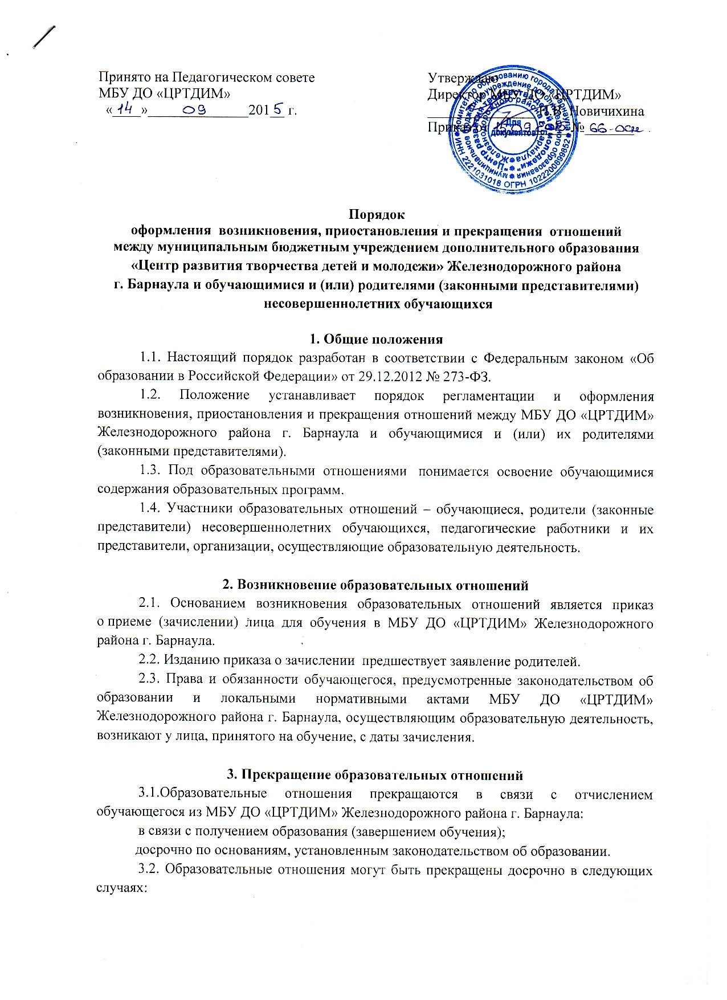 Принято на Педагогическом совете
МБУ ДО «ЦРТДИМ»
«14» 09 2015 г.
Утверждаю
Директор МБУ ДО «ЦРТДИМ»
Н.В. Новичихина
Приказ от 15.09.2015 № 66-осн
Для
документов
ИНН 2221031018 ОГРН 1022200899852
Порядок
оформления возникновения, приостановления и прекращения отношений
между муниципальным бюджетным учреждением дополнительного образования
«Центр развития творчества детей и молодежи» Железнодорожного района
г. Барнаула и обучающимися и (или) родителями (законными представителями)
несовершеннолетних обучающихся
1. Общие положения
1.1. Настоящий порядок разработан в соответствии с Федеральным законом «Об
образовании в Российской Федерации» от 29.12.2012 № 273-ФЗ.
1.2. Положение устанавливает порядок регламентации и оформления
возникновения, приостановления и прекращения отношений между МБУ ДО «ЦРТДИМ»
Железнодорожного района г. Барнаула и обучающимися и (или) их родителями
(законными представителями).
1.3. Под образовательными отношениями понимается освоение обучающимися
содержания образовательных программ.
1.4. Участники образовательных отношений – обучающиеся, родители (законные
представители) несовершеннолетних обучающихся, педагогические работники и их
представители, организации, осуществляющие образовательную деятельность.
2. Возникновение образовательных отношений
2.1. Основанием возникновения образовательных отношений является приказ
о приеме (зачислении) лица для обучения в МБУ ДО «ЦРТДИМ» Железнодорожного
района г. Барнаула.
2.2. Изданию приказа о зачислении предшествует заявление родителей.
2.3. Права и обязанности обучающегося, предусмотренные законодательством об
образовании и локальными нормативными актами МБУ ДО «ЦРТДИМ»
Железнодорожного района г. Барнаула, осуществляющим образовательную деятельность,
возникают у лица, принятого на обучение, с даты зачисления.
3. Прекращение образовательных отношений
3.1.Образовательные отношения прекращаются в связи с отчислением
обучающегося из МБУ ДО «ЦРТДИМ» Железнодорожного района г. Барнаула:
в связи с получением образования (завершением обучения);
досрочно по основаниям, установленным законодательством об образовании.
3.2. Образовательные отношения могут быть прекращены досрочно в следующих
случаях: